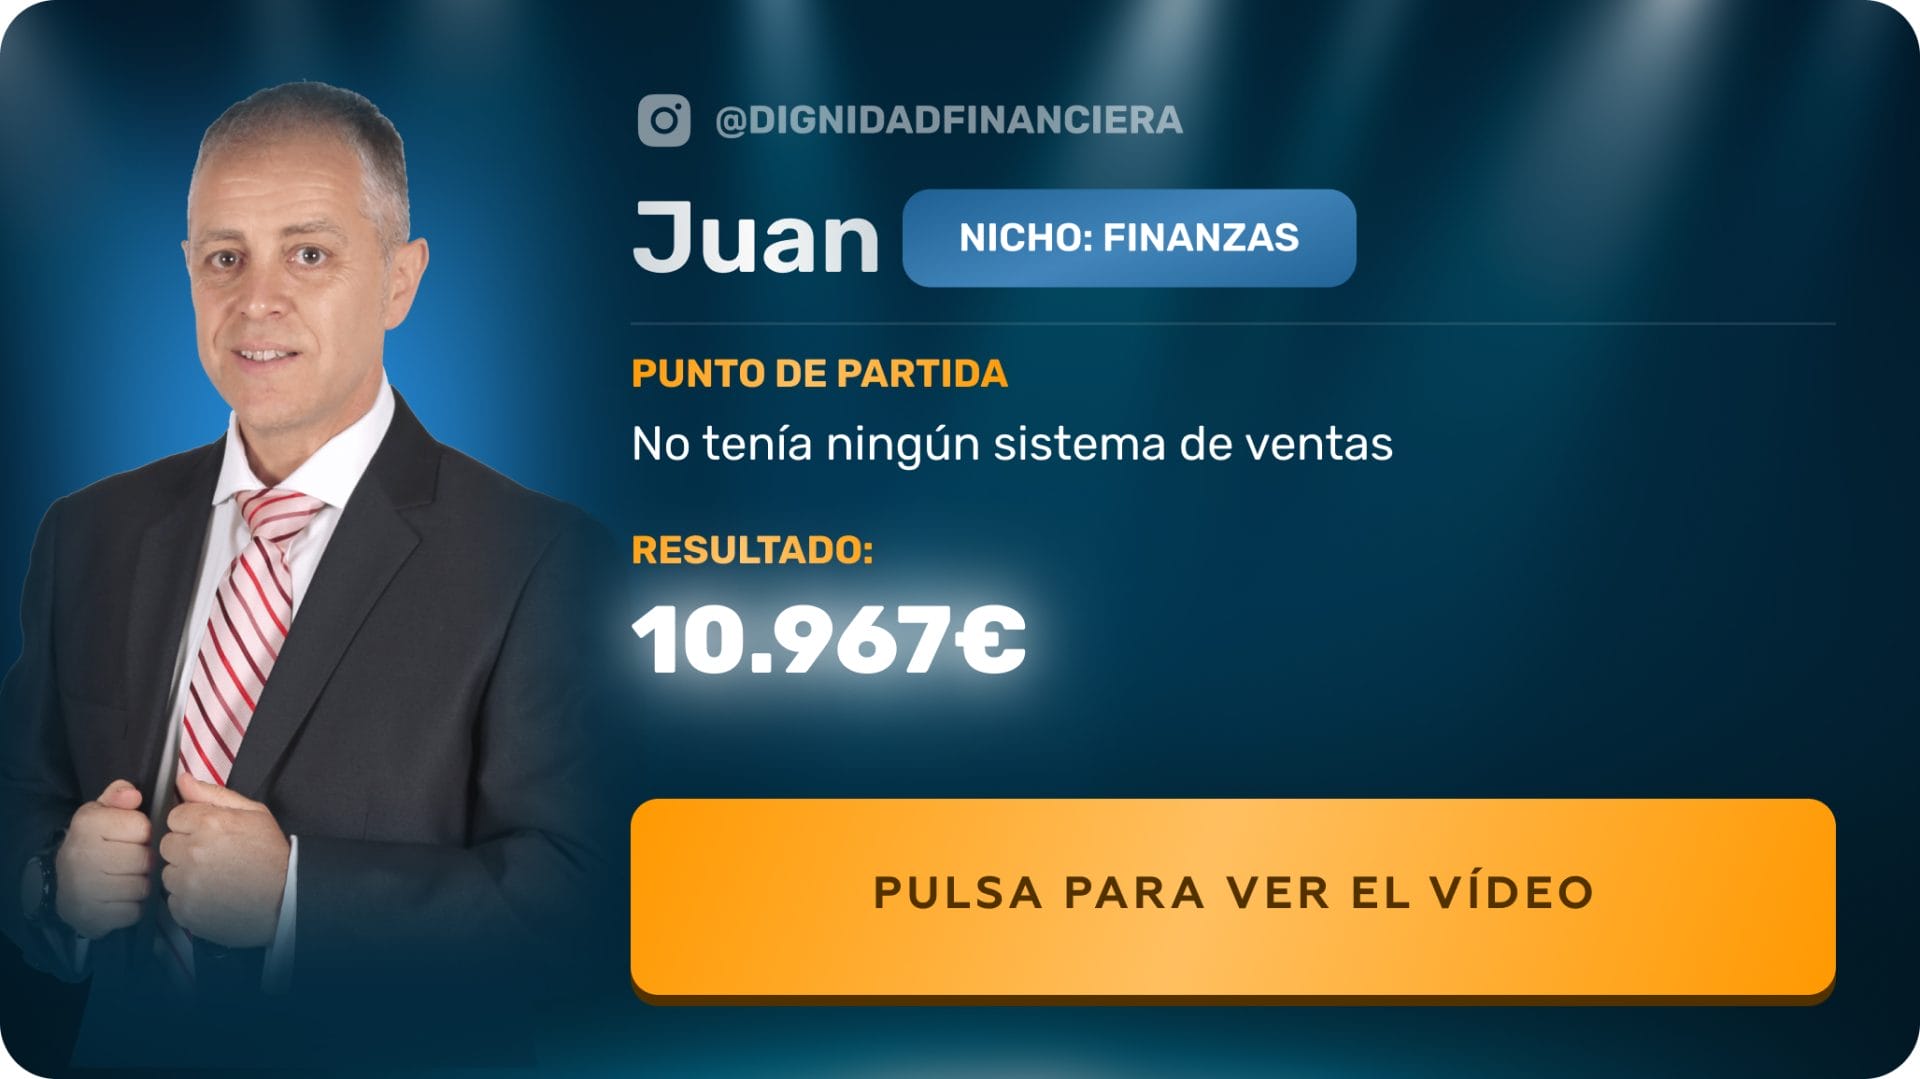 @DIGNIDADFINANCIERA
Juan
NICHO: FINANZAS
PUNTO DE PARTIDA
No tenía ningún sistema de ventas
RESULTADO:
10.967€
PULSA PARA VER EL VÍDEO